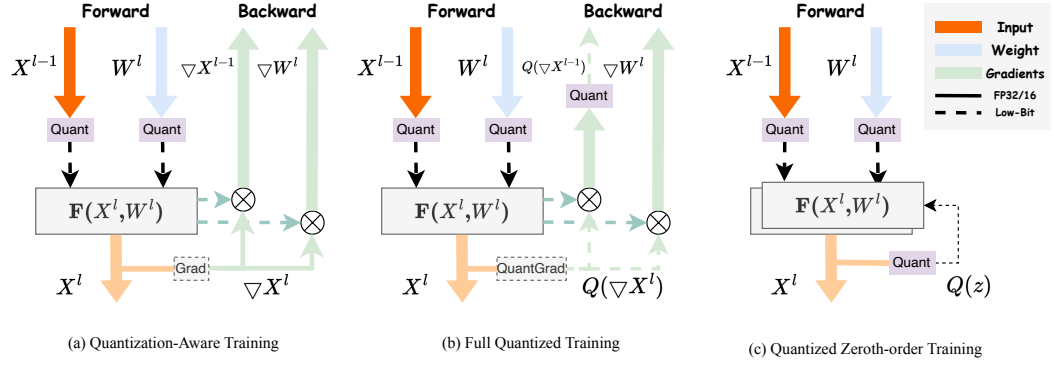 Forward Backward
X^{l-1} W^l ▽X^{l-1} ▽W^l
Quant Quant
F(X^l,W^l)
Grad
X^l ▽X^l
(a) Quantization-Aware Training
Forward Backward
X^{l-1} W^l Q(▽X^{l-1}) ▽W^l
Quant
Quant Quant
F(X^l,W^l)
QuantGrad
X^l Q(▽X^l)
(b) Full Quantized Training
Forward
X^{l-1} W^l
Quant Quant
F(X^l,W^l)
Quant
X^l Q(z)
(c) Quantized Zeroth-order Training
Input
Weight
Gradients
FP32/16
Low-Bit